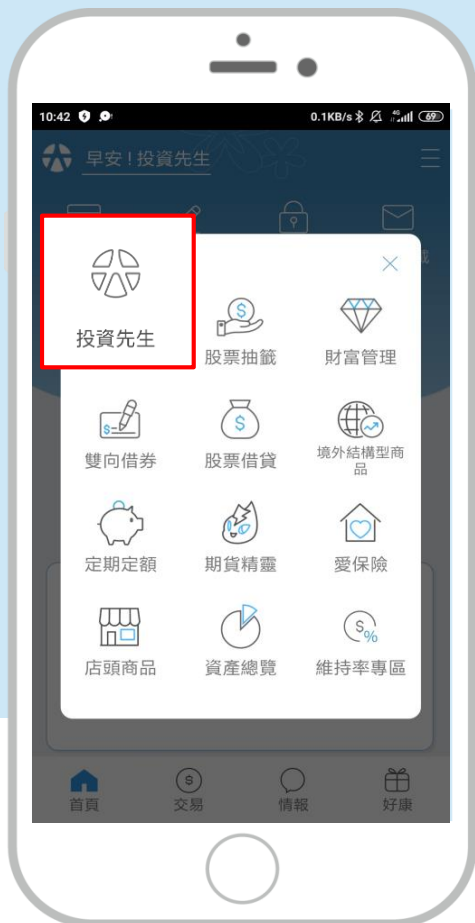 10:42
0.1KB/s 4G 69
早安!投資先生
投資先生
股票抽籤
財富管理
雙向借券
股票借貸
境外結構型商
品
定期定額
期貨精靈
愛保險
店頭商品
資產總覽
維持率專區
首頁
交易
情報
好康